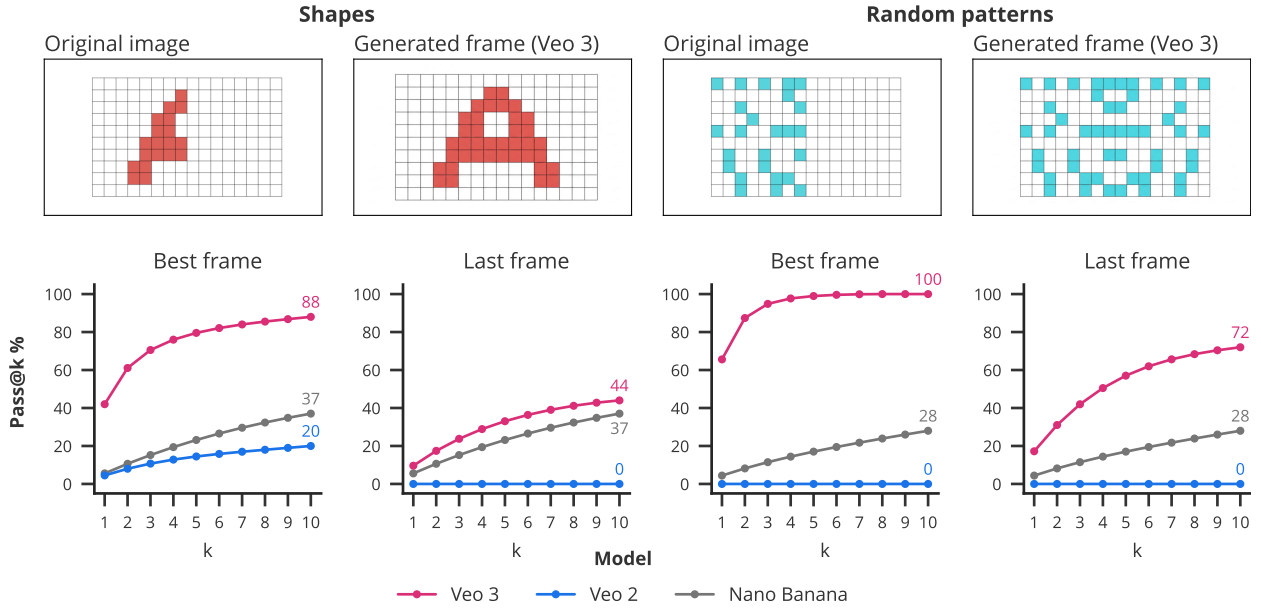 Shapes
Random patterns
Original image
Generated frame (Veo 3)
Original image
Generated frame (Veo 3)
Best frame
Last frame
Best frame
Last frame
Pass@k %
100
80
60
40
20
0
88
37
20
1 2 3 4 5 6 7 8 9 10
k
100
80
60
40
20
0
44
37
0
1 2 3 4 5 6 7 8 9 10
k
100
80
60
40
20
0
100
28
0
1 2 3 4 5 6 7 8 9 10
k
100
80
60
40
20
0
72
28
0
1 2 3 4 5 6 7 8 9 10
k
Model
Veo 3
Veo 2
Nano Banana